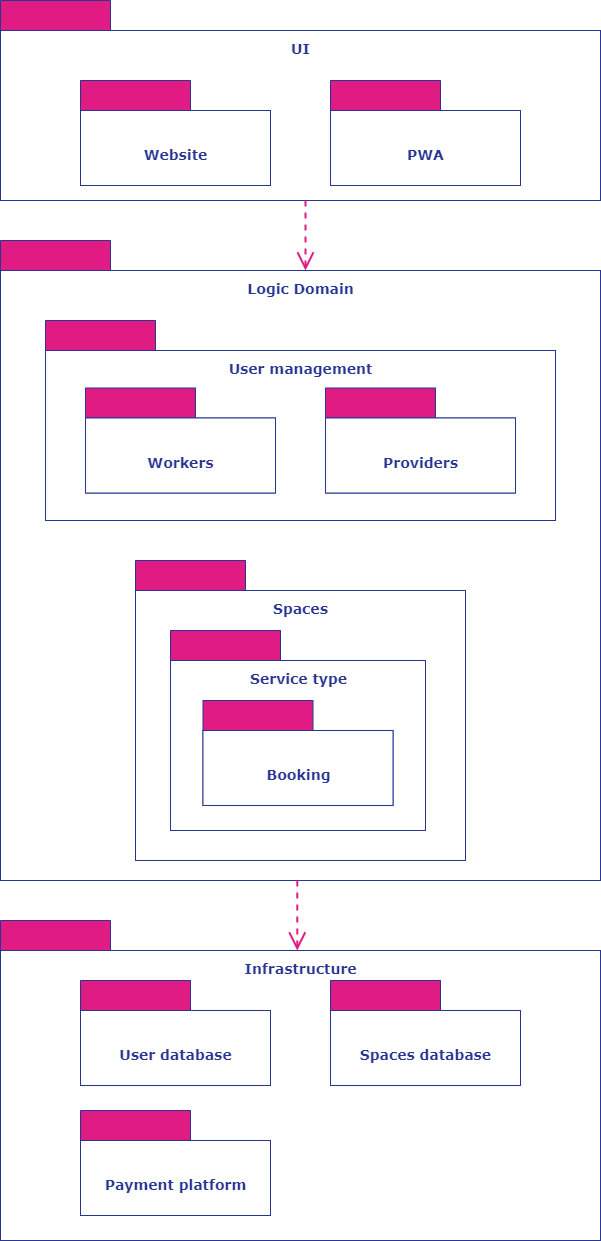 UI
Website
PWA
Logic Domain
User management
Workers
Providers
Spaces
Service type
Booking
Infrastructure
User database
Spaces database
Payment platform